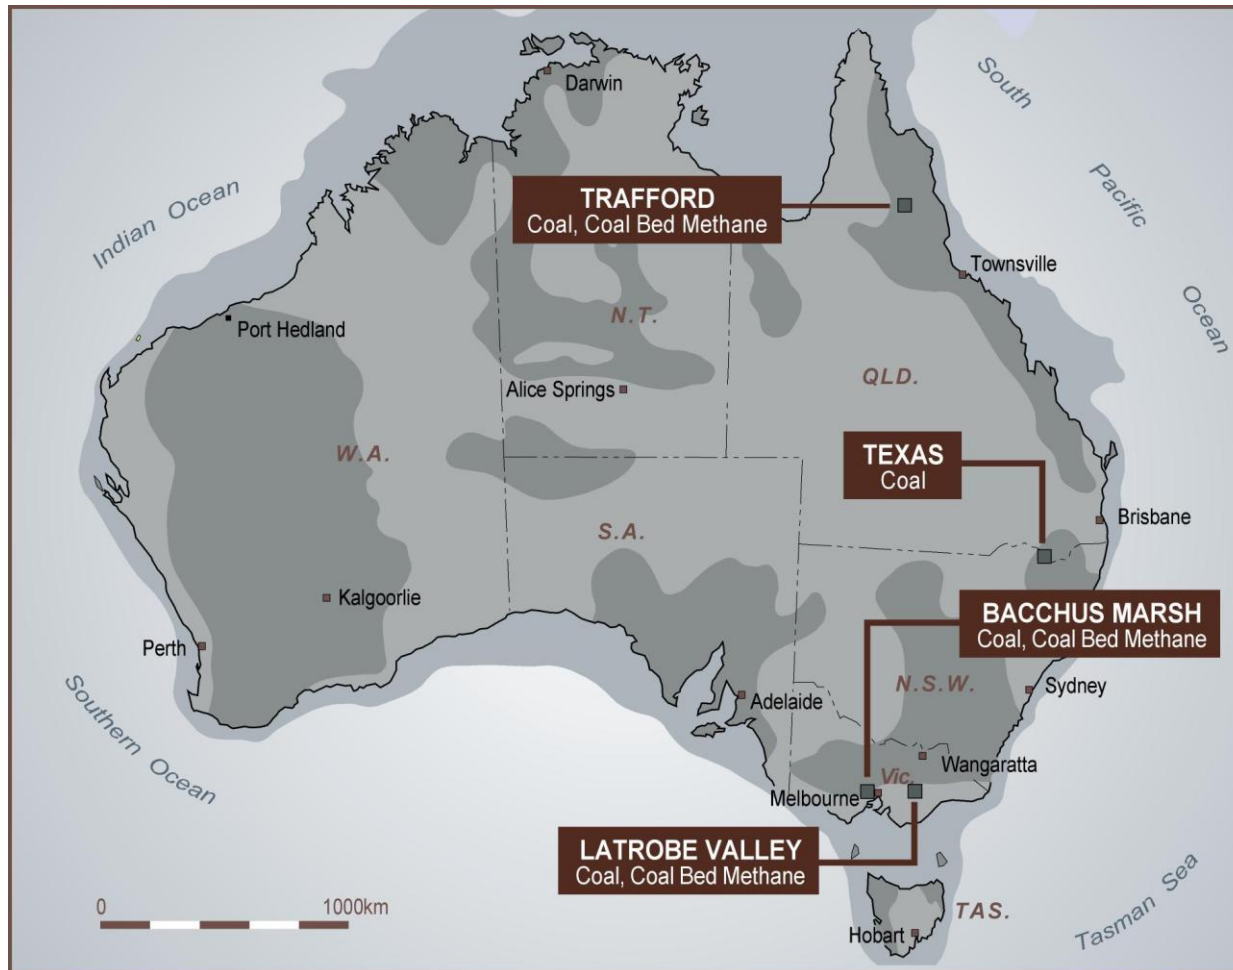 Darwin
South
Pacific
Ocean
Indian Ocean
TRAFFORD
Coal, Coal Bed Methane
Townsville
Port Hedland
N.T.
Alice Springs
QLD.
W.A.
TEXAS
Coal
Brisbane
S.A.
Kalgoorlie
BACCHUS MARSH
Coal, Coal Bed Methane
Perth
N.S.W.
Sydney
Adelaide
Southern Ocean
Wangaratta
Vic.
Melbourne
LATROBE VALLEY
Coal, Coal Bed Methane
0 1000km
TAS.
Hobart
Tasman Sea